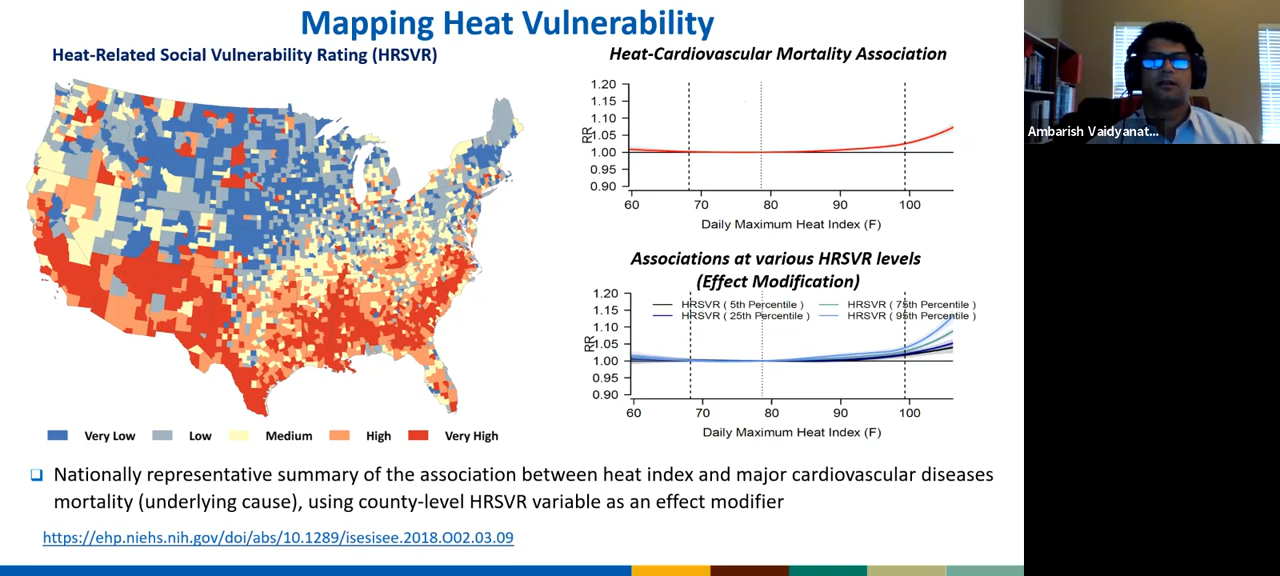 Mapping Heat Vulnerability
Heat-Related Social Vulnerability Rating (HRSVR)
Very Low
Low
Medium
High
Very High
Heat-Cardiovascular Mortality Association
1.20
1.15
1.10
1.05
1.00
0.95
0.90
RR
60
70
80
90
100
Daily Maximum Heat Index (F)
Associations at various HRSVR levels
(Effect Modification)
HRSVR ( 5th Percentile )
HRSVR ( 75th Percentile )
HRSVR ( 25th Percentile )
HRSVR ( 95th Percentile )
1.20
1.15
1.10
1.05
1.00
0.95
0.90
RR
60
70
80
90
100
Daily Maximum Heat Index (F)
Nationally representative summary of the association between heat index and major cardiovascular diseases
mortality (underlying cause), using county-level HRSVR variable as an effect modifier
https://ehp.niehs.nih.gov/doi/abs/10.1289/isesisee.2018.O02.03.09
Ambarish Vaidyanat...